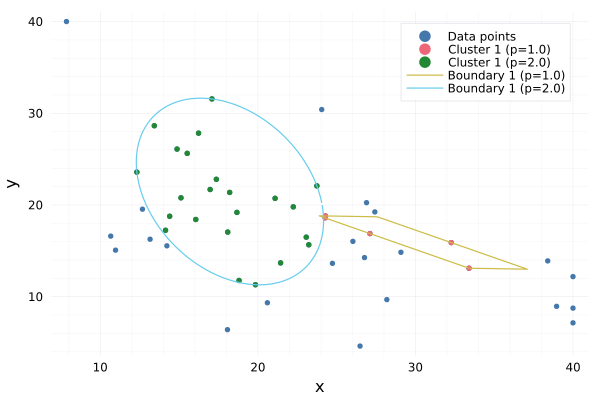 40
30
20
10
y
10
20
30
40
x
Data points
Cluster 1 (p=1.0)
Cluster 1 (p=2.0)
Boundary 1 (p=1.0)
Boundary 1 (p=2.0)